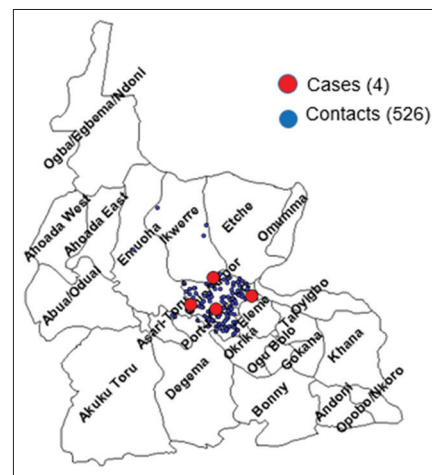 Cases (4)
Contacts (526)
Ogba/Egbema/Ndoni
Ahoada West
Ahoada East
Abua/Odual
Emuoha
Ikwerre
Etche
Omumma
Oyigbo
Eleme
Okrika
Ogu Bolo
Gokana
Khana
Andoni
Opobo/Nkoro
Bonny
Degema
Akuku Toru